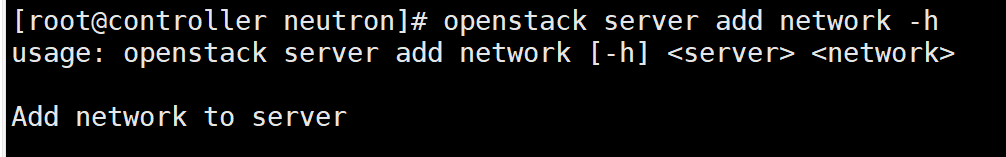 [root@controller neutron]# openstack server add network -h
usage: openstack server add network [-h] <server> <network>
Add network to server